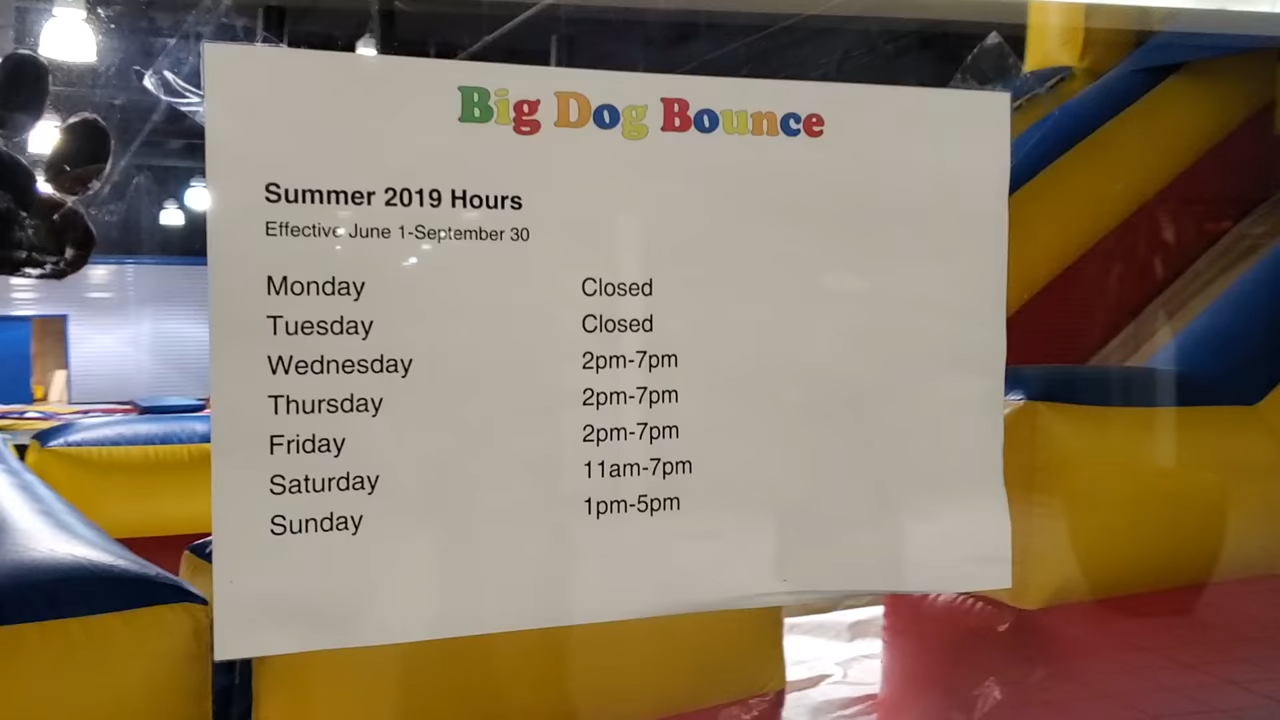 Big Dog Bounce
Summer 2019 Hours
Effective June 1-September 30
Monday Closed
Tuesday Closed
Wednesday 2pm-7pm
Thursday 2pm-7pm
Friday 2pm-7pm
Saturday 11am-7pm
Sunday 1pm-5pm